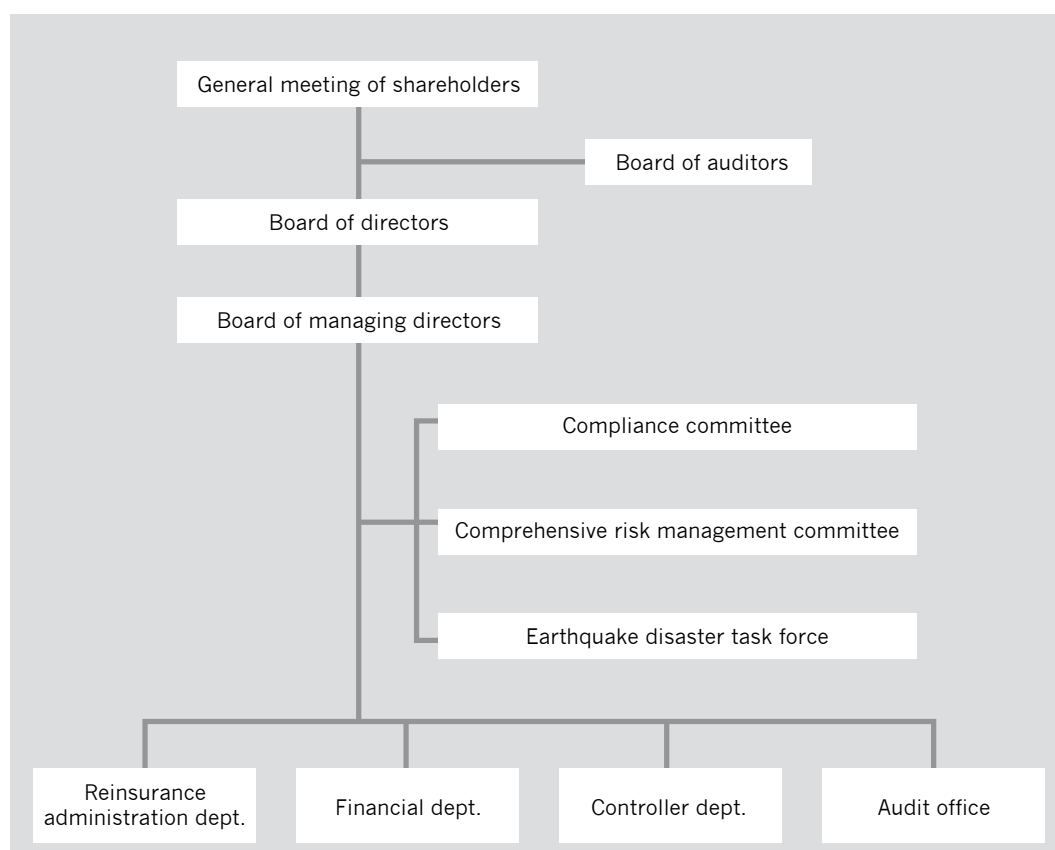 General meeting of shareholders
Board of auditors
Board of directors
Board of managing directors
Compliance committee
Comprehensive risk management committee
Earthquake disaster task force
Reinsurance
administration dept.
Financial dept.
Controller dept.
Audit office